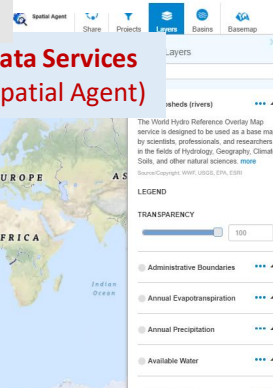 Spatial Agent
Share Projects Layers Basins Basemap
ata Services
patial Agent)
Layers
sheds (rivers)
The World Hydro Reference Overlay Map
service is designed to be used as a base ma
by scientists, professionals, and researchers
in the fields of Hydrology, Geography, Climat
Soils, and other natural sciences. more
Source/Copyright: WWF, USGS, EPA, ESRI
LEGEND
TRANSPARENCY
100
UROPE
AS
FRICA
Indian
Ocean
Administrative Boundaries
Annual Evapotranspiration
Annual Precipitation
Available Water